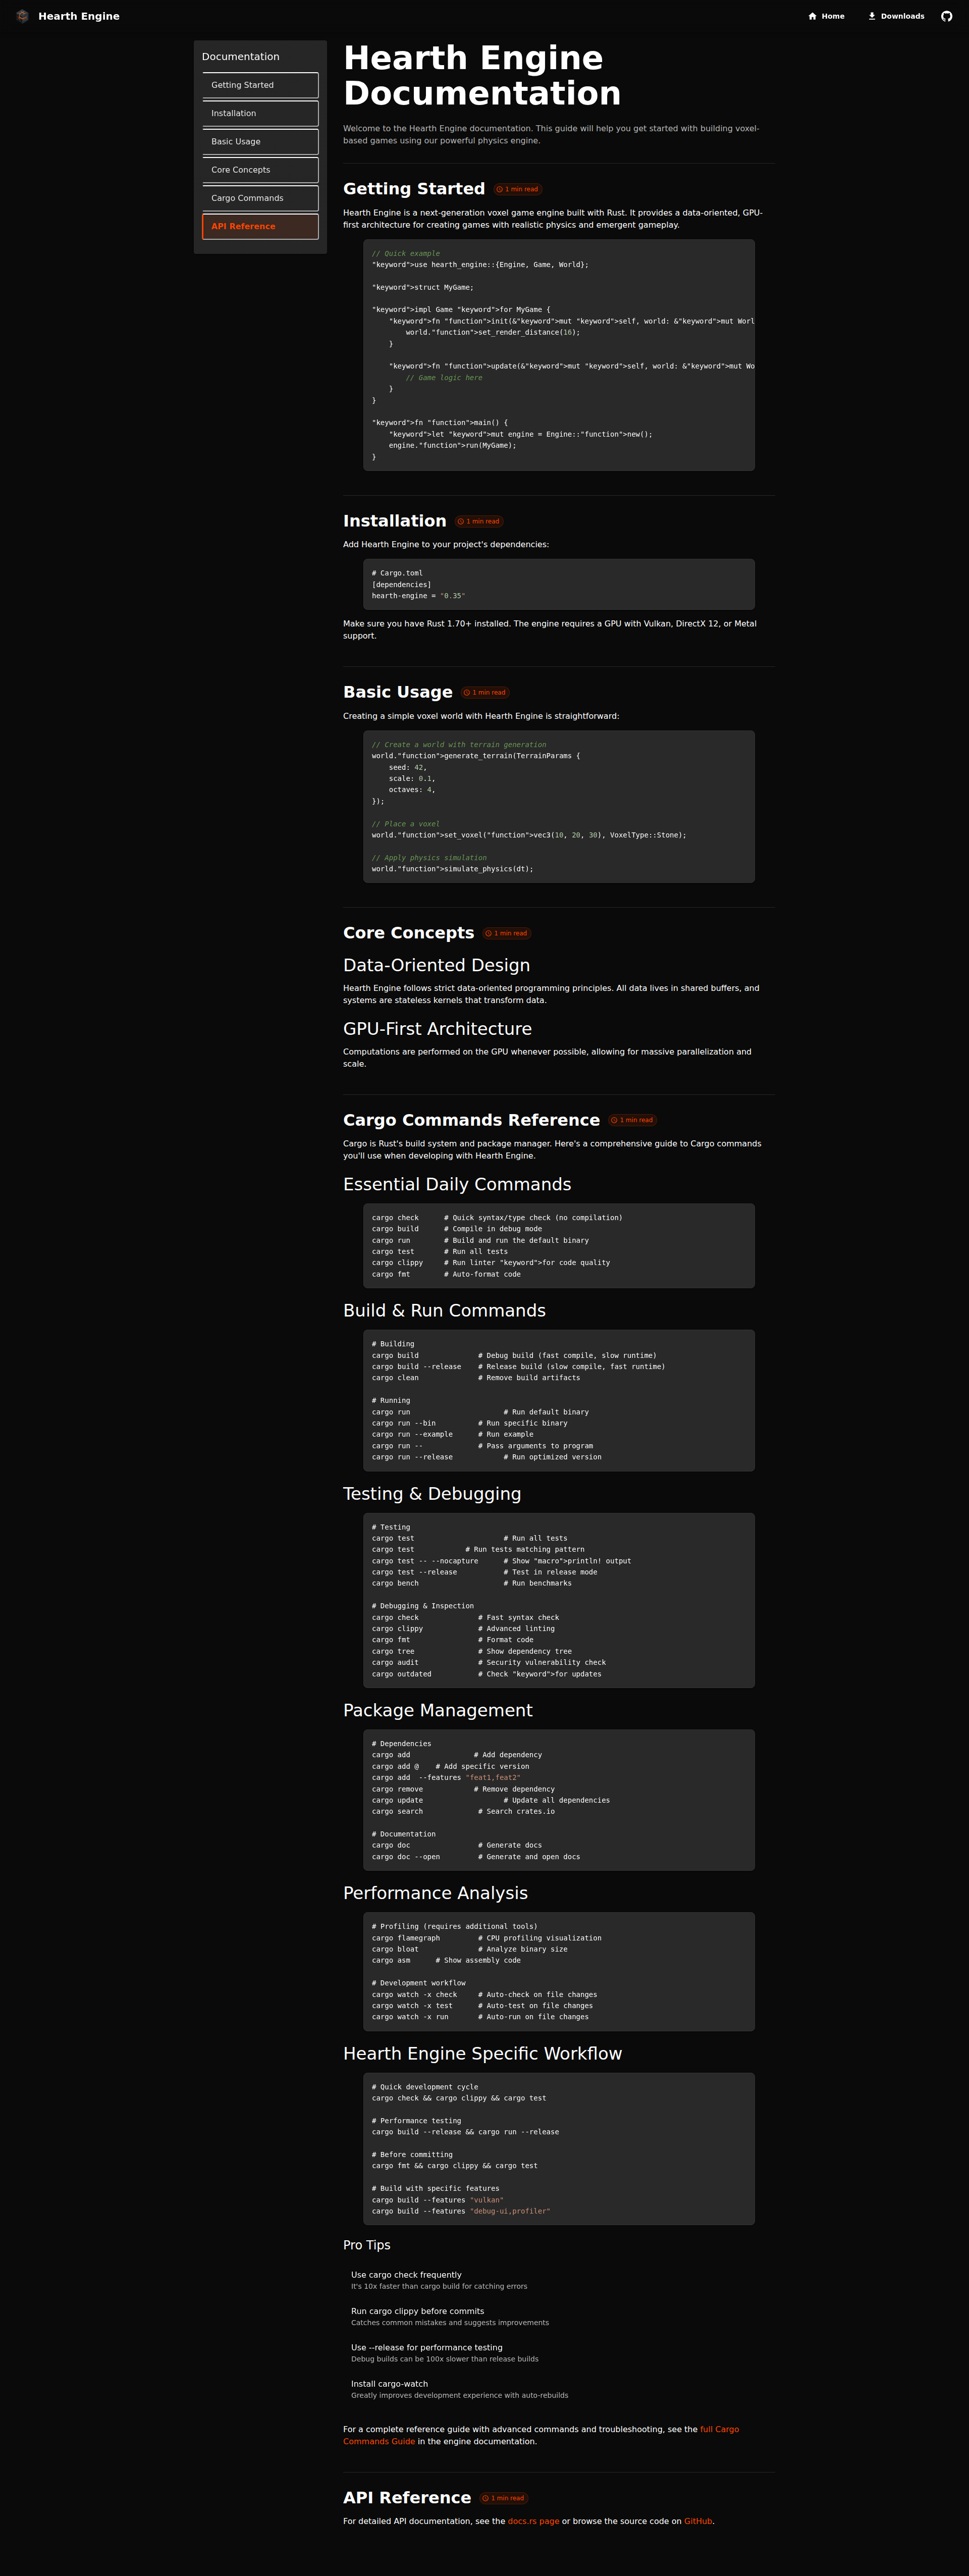 Hearth Engine
Home
Downloads
Documentation
Getting Started
Installation
Basic Usage
Core Concepts
Cargo Commands
API Reference
Hearth Engine
Documentation
Welcome to the Hearth Engine documentation. This guide will help you get started with building voxel-
based games using our powerful physics engine.
Getting Started 1 min read
Hearth Engine is a next-generation voxel game engine built with Rust. It provides a data-oriented, GPU-
first architecture for creating games with realistic physics and emergent gameplay.
// Quick example
"keyword">use hearth_engine::{Engine, Game, World};
"keyword">struct MyGame;
"keyword">impl Game "keyword">for MyGame {
    "keyword">fn "function">init(&"keyword">mut "keyword">self, world: &"keyword">mut Worl
        world."function">set_render_distance(16);
    }
    "keyword">fn "function">update(&"keyword">mut "keyword">self, world: &"keyword">mut Wo
        // Game logic here
    }
}
"keyword">fn "function">main() {
    "keyword">let "keyword">mut engine = Engine::"function">new();
    engine."function">run(MyGame);
}
Installation 1 min read
Add Hearth Engine to your project's dependencies:
# Cargo.toml
[dependencies]
hearth-engine = "0.35"
Make sure you have Rust 1.70+ installed. The engine requires a GPU with Vulkan, DirectX 12, or Metal
support.
Basic Usage 1 min read
Creating a simple voxel world with Hearth Engine is straightforward:
// Create a world with terrain generation
world."function">generate_terrain(TerrainParams {
    seed: 42,
    scale: 0.1,
    octaves: 4,
});
// Place a voxel
world."function">set_voxel("function">vec3(10, 20, 30), VoxelType::Stone);
// Apply physics simulation
world."function">simulate_physics(dt);
Core Concepts 1 min read
Data-Oriented Design
Hearth Engine follows strict data-oriented programming principles. All data lives in shared buffers, and
systems are stateless kernels that transform data.
GPU-First Architecture
Computations are performed on the GPU whenever possible, allowing for massive parallelization and
scale.
Cargo Commands Reference 1 min read
Cargo is Rust's build system and package manager. Here's a comprehensive guide to Cargo commands
you'll use when developing with Hearth Engine.
Essential Daily Commands
cargo check      # Quick syntax/type check (no compilation)
cargo build      # Compile in debug mode
cargo run        # Build and run the default binary
cargo test       # Run all tests
cargo clippy     # Run linter "keyword">for code quality
cargo fmt        # Auto-format code
Build & Run Commands
# Building
cargo build              # Debug build (fast compile, slow runtime)
cargo build --release    # Release build (slow compile, fast runtime)
cargo clean              # Remove build artifacts
# Running
cargo run                      # Run default binary
cargo run --bin          # Run specific binary
cargo run --example      # Run example
cargo run --             # Pass arguments to program
cargo run --release            # Run optimized version
Testing & Debugging
# Testing
cargo test                     # Run all tests
cargo test            # Run tests matching pattern
cargo test -- --nocapture      # Show "macro">println! output
cargo test --release           # Test in release mode
cargo bench                    # Run benchmarks
# Debugging & Inspection
cargo check              # Fast syntax check
cargo clippy             # Advanced linting
cargo fmt                # Format code
cargo tree               # Show dependency tree
cargo audit              # Security vulnerability check
cargo outdated           # Check "keyword">for updates
Package Management
# Dependencies
cargo add               # Add dependency
cargo add @    # Add specific version
cargo add  --features "feat1,feat2"
cargo remove            # Remove dependency
cargo update                   # Update all dependencies
cargo search             # Search crates.io
# Documentation
cargo doc                # Generate docs
cargo doc --open         # Generate and open docs
Performance Analysis
# Profiling (requires additional tools)
cargo flamegraph         # CPU profiling visualization
cargo bloat              # Analyze binary size
cargo asm      # Show assembly code
# Development workflow
cargo watch -x check     # Auto-check on file changes
cargo watch -x test      # Auto-test on file changes
cargo watch -x run       # Auto-run on file changes
Hearth Engine Specific Workflow
# Quick development cycle
cargo check && cargo clippy && cargo test
# Performance testing
cargo build --release && cargo run --release
# Before committing
cargo fmt && cargo clippy && cargo test
# Build with specific features
cargo build --features "vulkan"
cargo build --features "debug-ui,profiler"
Pro Tips
Use cargo check frequently
It's 10x faster than cargo build for catching errors
Run cargo clippy before commits
Catches common mistakes and suggests improvements
Use --release for performance testing
Debug builds can be 100x slower than release builds
Install cargo-watch
Greatly improves development experience with auto-rebuilds
For a complete reference guide with advanced commands and troubleshooting, see the full Cargo
Commands Guide in the engine documentation.
API Reference 1 min read
For detailed API documentation, see the docs.rs page or browse the source code on GitHub.